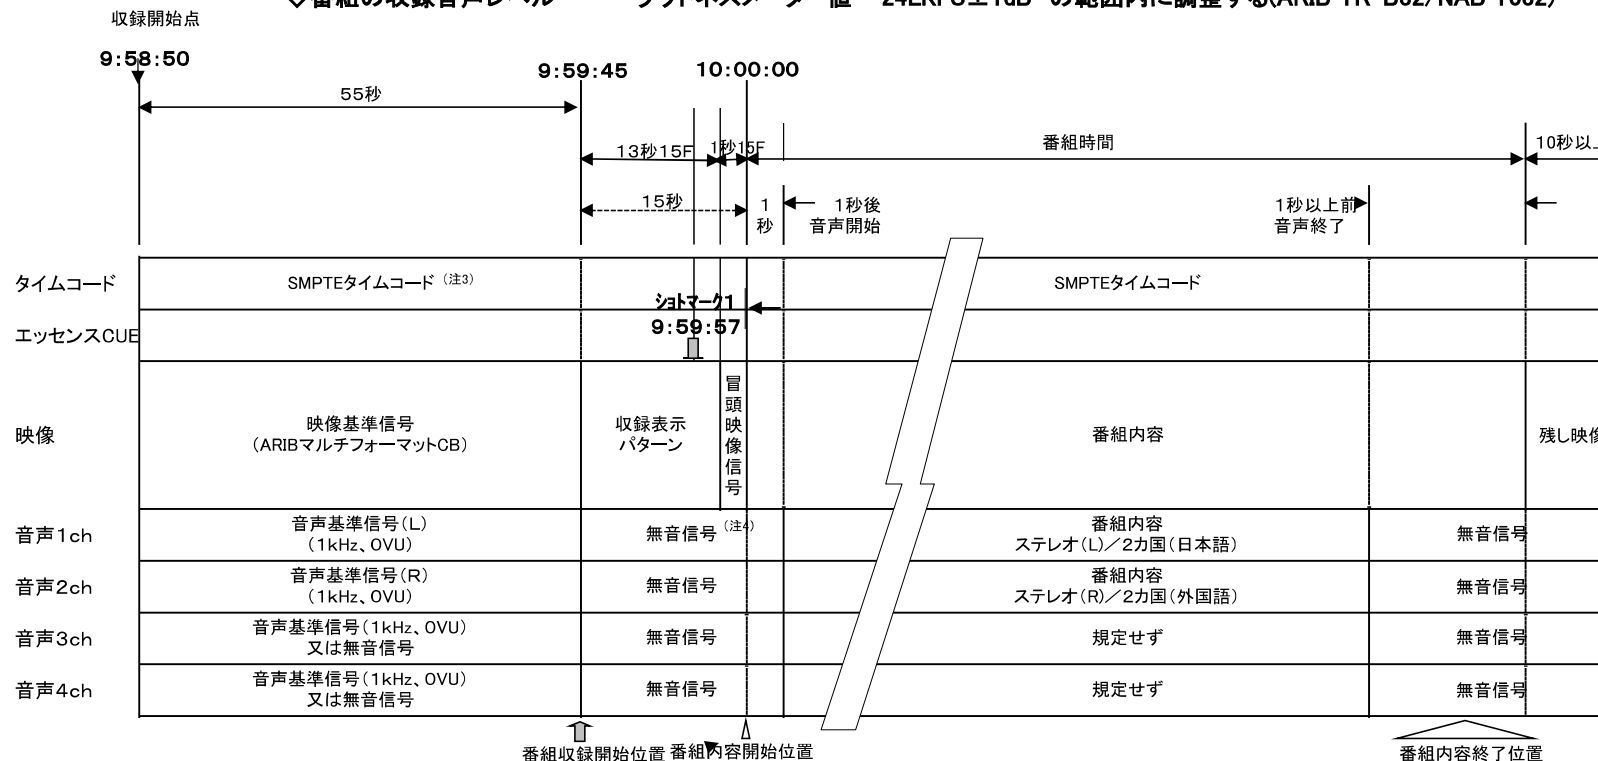 収録開始点
9:58:50
9:59:45
10:00:00
55秒
13秒15F
1秒15F
番組時間
15秒
1
秒
1秒後
音声開始
1秒以上前
音声終了
タイムコード
SMPTEタイムコード (注3)
SMPTEタイムコード
ショトマーク1
9:59:57
エッセンスCUE
映像
映像基準信号
(ARIBマルチフォーマットCB)
収録表示
パターン
冒頭映像信号
番組内容
音声1ch
音声基準信号(L)
(1kHz、0VU)
無音信号 (注4)
番組内容
ステレオ(L)/2カ国(日本語)
無音信号
音声2ch
音声基準信号(R)
(1kHz、0VU)
無音信号
番組内容
ステレオ(R)/2カ国(外国語)
無音信号
音声3ch
音声基準信号(1kHz、0VU)
又は無音信号
無音信号
規定せず
無音信号
音声4ch
音声基準信号(1kHz、0VU)
又は無音信号
無音信号
規定せず
無音信号
番組収録開始位置
番組内容開始位置
番組内容終了位置